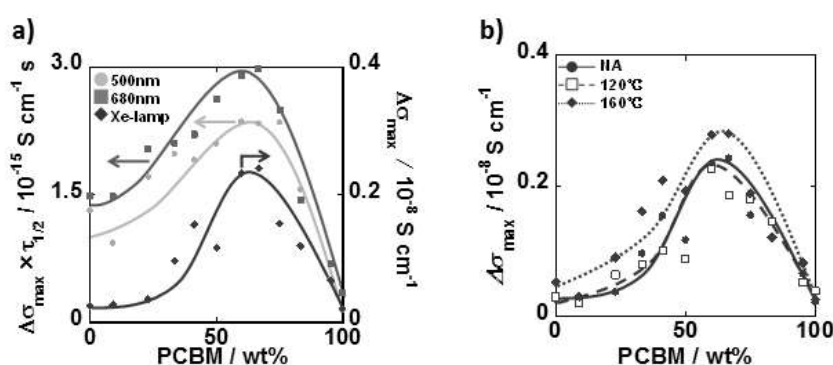 a)
Δσmax × τ1/2 / 10-15 S cm-1 s
3.0
1.5
0
500nm
680nm
Xe-lamp
0.4
0.2
0
Δσmax / 10-8 S cm-1
0 50 100
PCBM / wt%
b)
Δσmax / 10-8 S cm-1
0.4
0.2
0
NA
120℃
160℃
0 50 100
PCBM / wt%